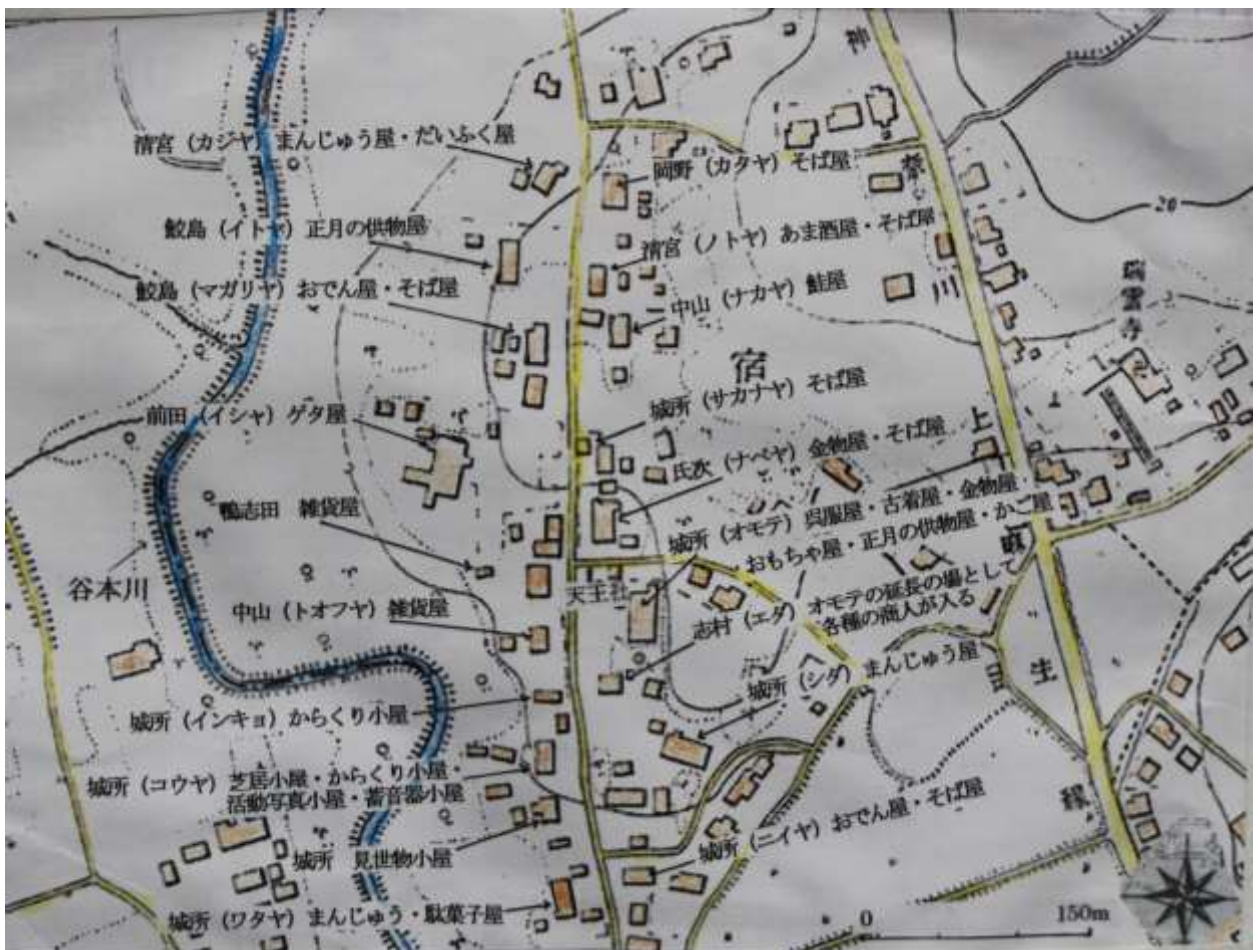 清宮（カジヤ）まんじゅう屋・だいふく屋
岡野（カタヤ）そば屋
鮫島（イトヤ）正月の供物屋
清宮（ノトヤ）あま酒屋・そば屋
鮫島（マガリヤ）おでん屋・そば屋
中山（ナカヤ）鮭屋
宿
城所（サカナヤ）そば屋
前田（イシャ）ゲタ屋
氏次（ナベヤ）金物屋・そば屋
鴨志田　雑貨屋
城所（オモテ）呉服屋・古着屋・金物屋
おもちゃ屋・正月の供物屋・かご屋
谷本川
天王社
中山（トオフヤ）雑貨屋
志村（エダ）オモテの延長の場として
各種の商人が入る
城所（シダ）まんじゅう屋
城所（インキョ）からくり小屋
城所（コウヤ）芝居小屋・からくり小屋・
活動写真小屋・蓄音器小屋
城所（ニイヤ）おでん屋・そば屋
城所　見世物小屋
城所（ワタヤ）まんじゅう・駄菓子屋
神奈川
上麻生線
瑞雲寺
20
0
150m